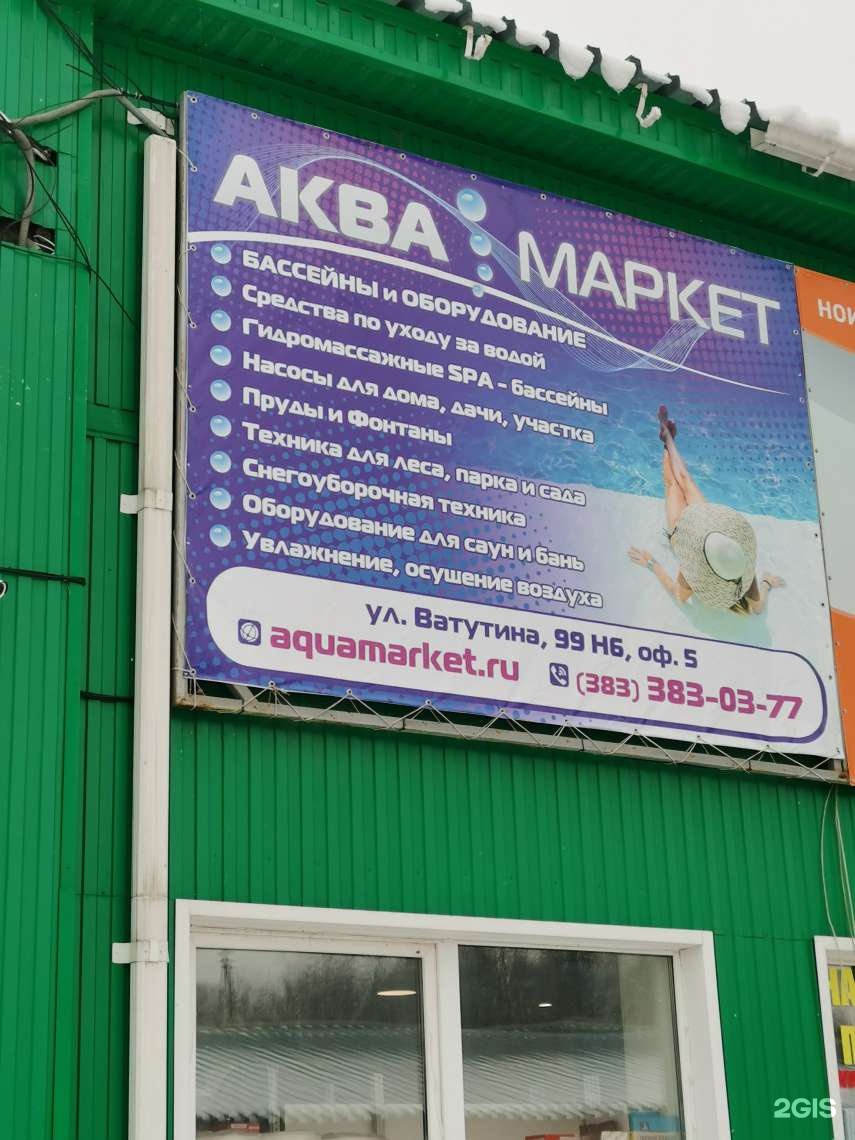 АКВА МАРКЕТ
БАССЕЙНЫ и ОБОРУДОВАНИЕ
Средства по уходу за водой
Гидромассажные SPA - бассейны
Насосы для дома, дачи, участка
Пруды и Фонтаны
Техника для леса, парка и сада
Снегоуборочная техника
Оборудование для саун и бань
Увлажнение, осушение воздуха
ул. Ватутина, 99 Н6, оф. 5
aquamarket.ru (383) 383-03-77
2GIS